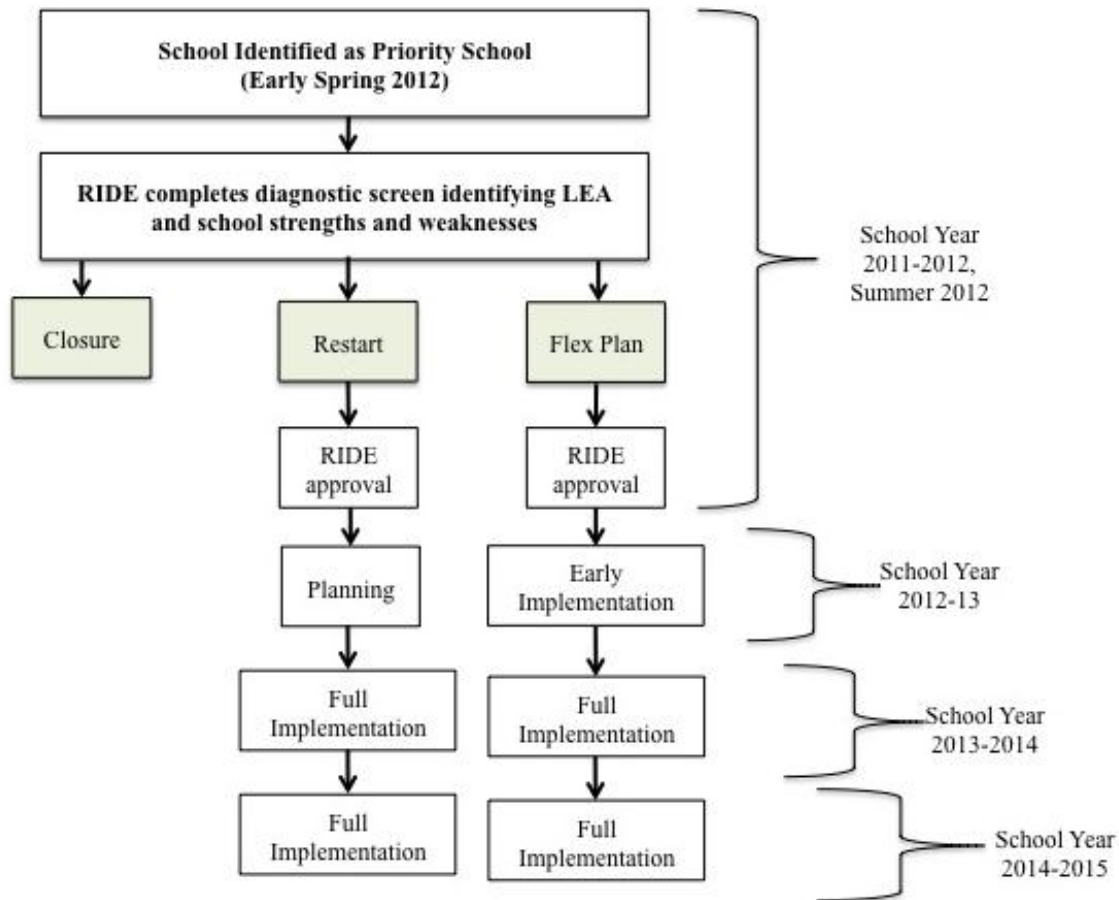 School Identified as Priority School
(Early Spring 2012)
RIDE completes diagnostic screen identifying LEA
and school strengths and weaknesses
School Year
2011-2012,
Summer 2012
Closure
Restart
Flex Plan
RIDE
approval
RIDE
approval
Planning
Early
Implementation
School Year
2012-13
Full
Implementation
Full
Implementation
School Year
2013-2014
Full
Implementation
Full
Implementation
School Year
2014-2015